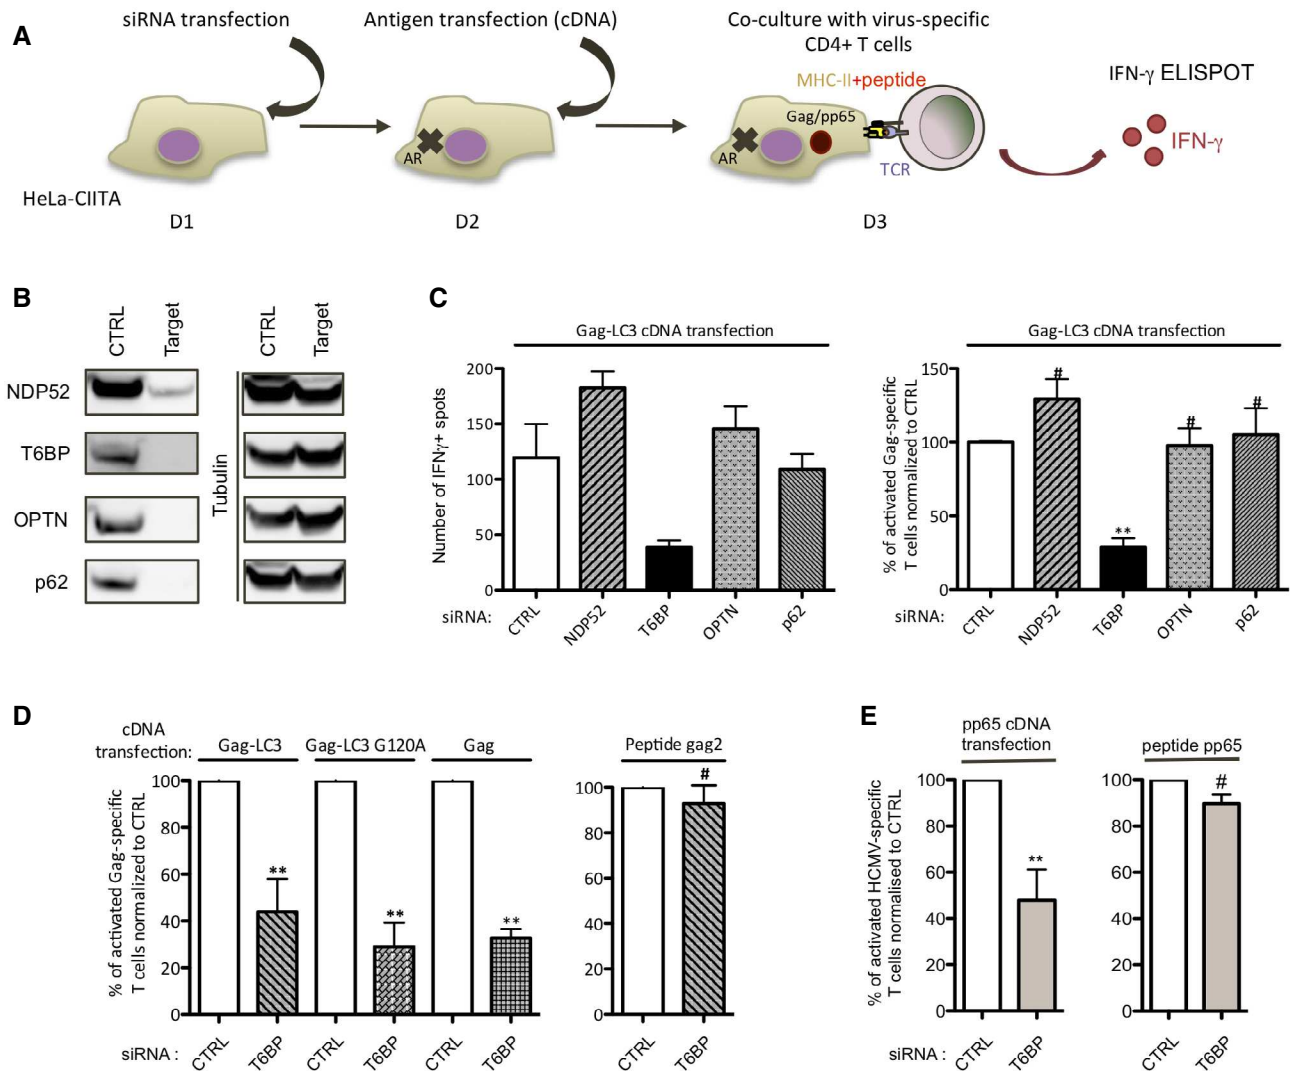 A
siRNA transfection
Antigen transfection (cDNA)
Co-culture with virus-specific
CD4+ T cells
MHC-II+peptide
IFN-γ ELISPOT
Gag/pp65
AR
AR
TCR
IFN-γ
HeLa-CIITA
D1
D2
D3
B
CTRL
Target
CTRL
Target
NDP52
T6BP
OPTN
p62
Tubulin
C
Gag-LC3 cDNA transfection
Number of IFNγ+ spots
200
150
100
50
0
siRNA:
CTRL
NDP52
T6BP
OPTN
p62
Gag-LC3 cDNA transfection
% of activated Gag-specific
T cells normalized to CTRL
150
100
50
0
#
**
#
#
siRNA:
CTRL
NDP52
T6BP
OPTN
p62
D
cDNA
transfection:
Gag-LC3
Gag-LC3 G120A
Gag
% of activated Gag-specific
T cells normalized to CTRL
100
80
60
40
20
0
**
**
**
siRNA :
CTRL
T6BP
CTRL
T6BP
CTRL
T6BP
Peptide gag2
100
80
60
40
20
0
#
CTRL
T6BP
E
pp65 cDNA
transfection
% of activated HCMV-specific
T cells normalised to CTRL
100
80
60
40
20
0
**
siRNA :
CTRL
T6BP
peptide pp65
100
80
60
40
20
0
#
CTRL
T6BP